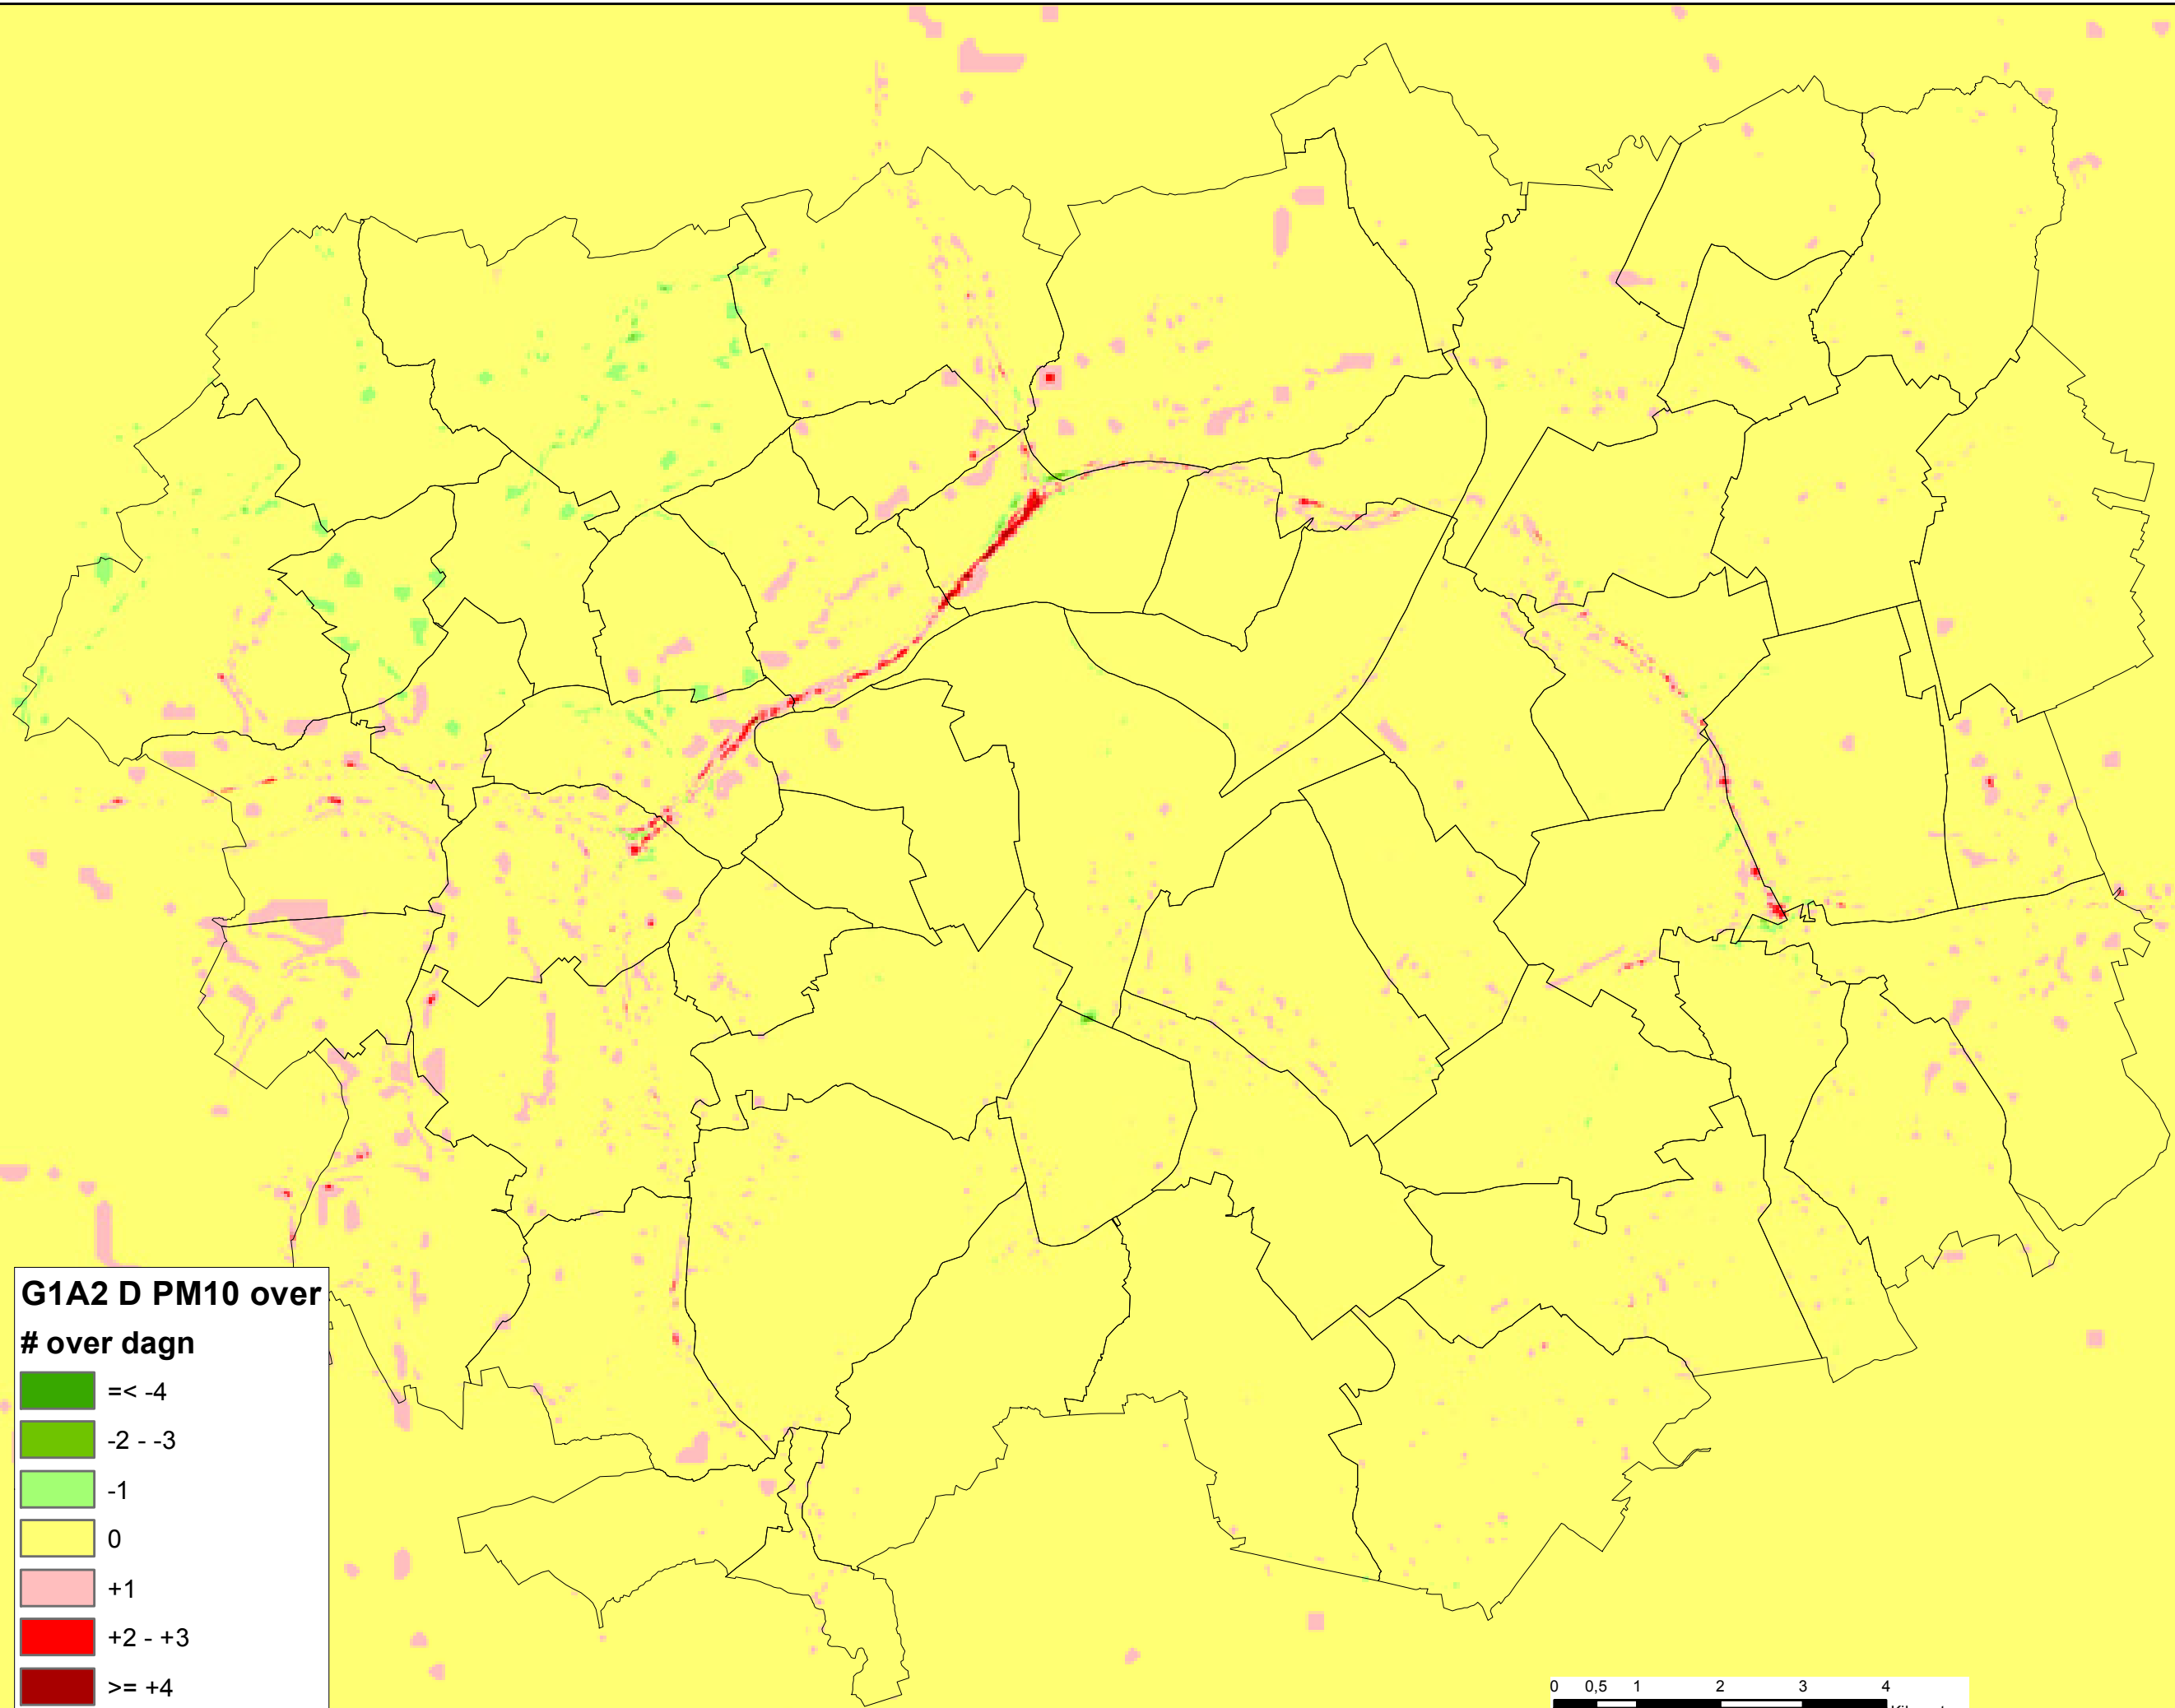 G1A2 D PM10 over
# over dagn
=< -4
-2 - -3
-1
0
+1
+2 - +3
>= +4
0 0,5 1 2 3 4